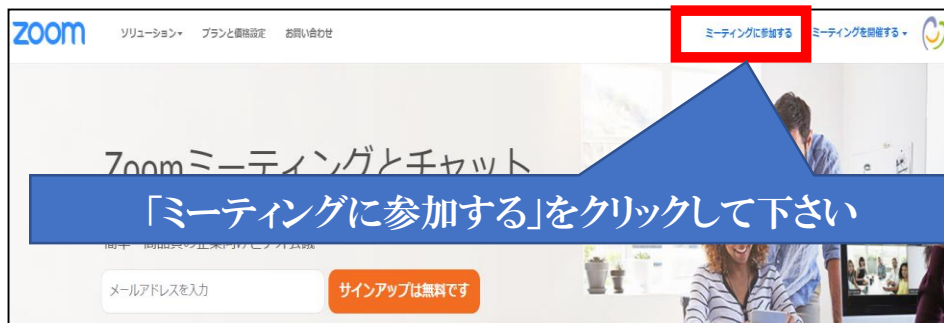 zoom ソリューション▾ プランと価格設定 お問い合わせ ミーティングに参加する ミーティングを開催する ▾
Zoomミーティングとチャット
「ミーティングに参加する」をクリックして下さい
メールアドレスを入力 サインアップは無料です